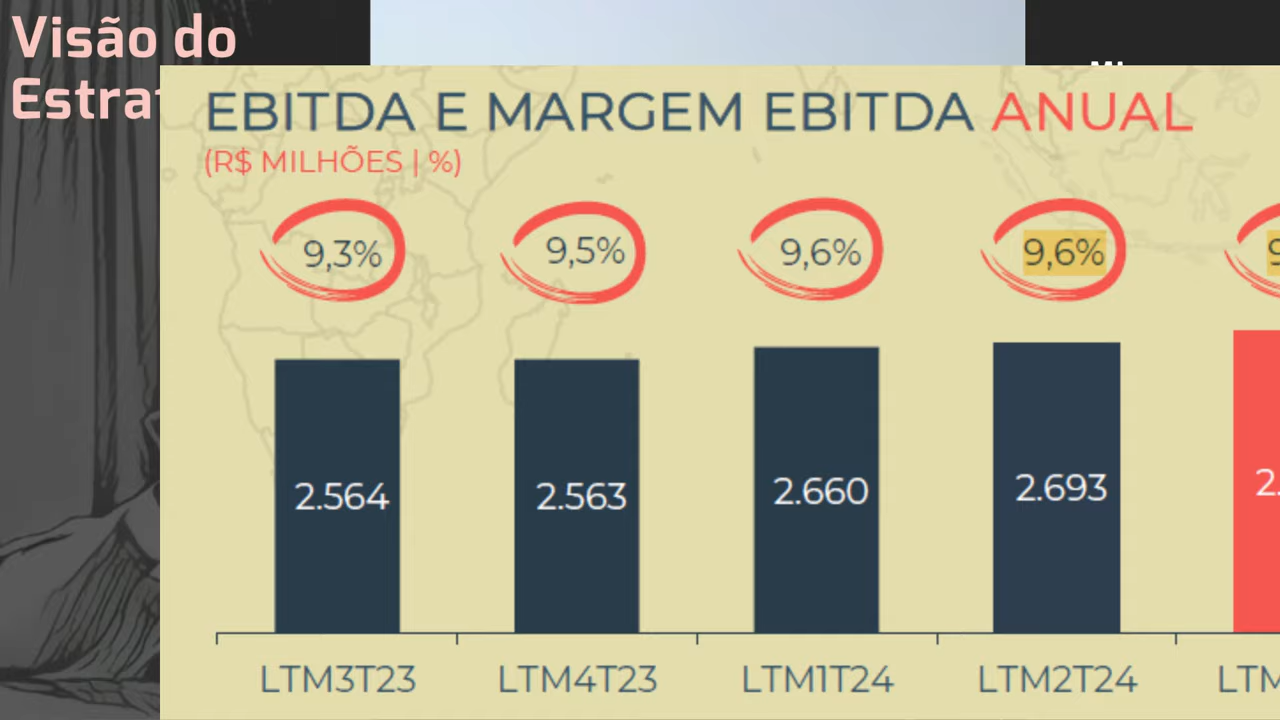 Visão do
EBITDA E MARGEM EBITDA ANUAL
(R$ MILHÕES | %)
9,3% 9,5% 9,6% 9,6%
2.564 2.563 2.660 2.693
LTM3T23 LTM4T23 LTM1T24 LTM2T24